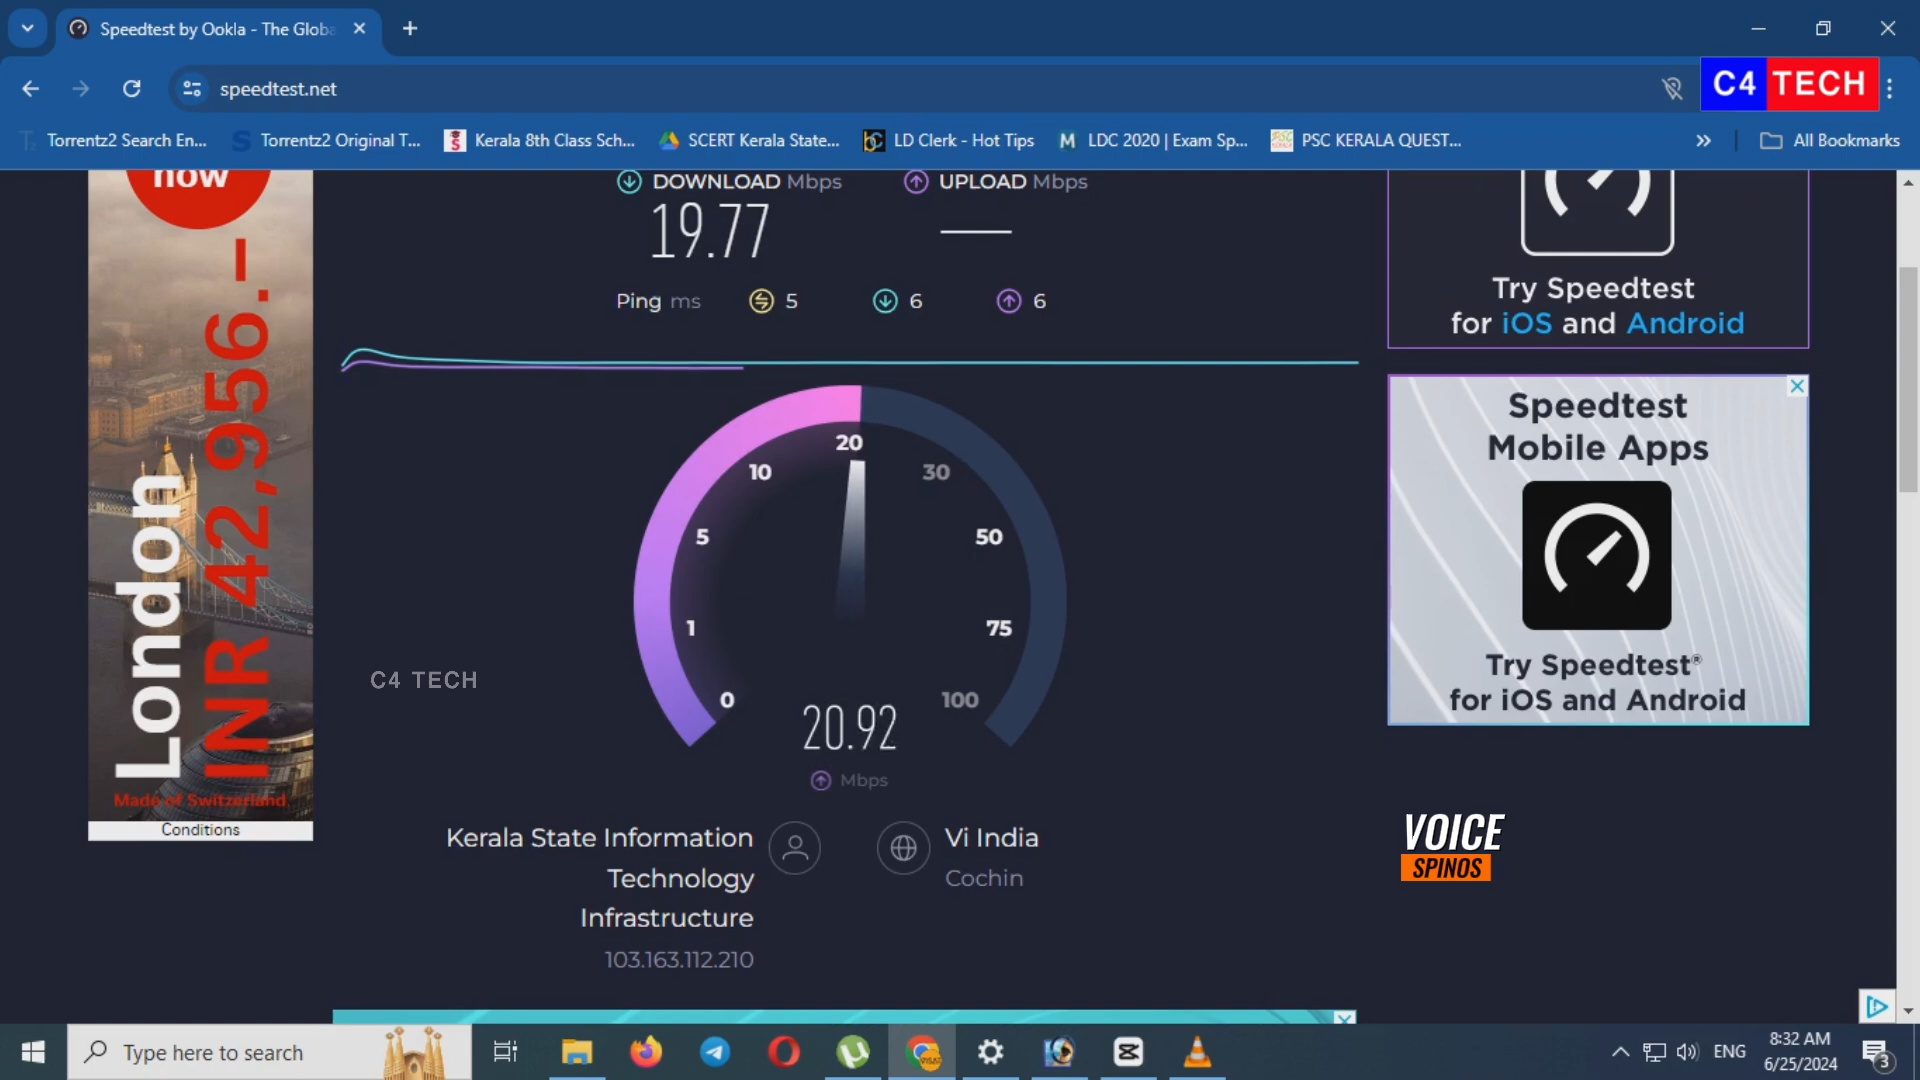 Speedtest by Ookla - The Globa
speedtest.net
C4 TECH
Torrentz2 Search En...
Torrentz2 Original T...
Kerala 8th Class Sch...
SCERT Kerala State...
LD Clerk - Hot Tips
M LDC 2020 | Exam Sp...
PSC KERALA QUEST...
»
All Bookmarks
now
London
INR 42,956.–
Made of Switzerland.
Conditions
DOWNLOAD Mbps
19.77
UPLOAD Mbps
Ping ms 5 6 6
0
1
5
10
20
30
50
75
100
20.92
Mbps
C4 TECH
Kerala State Information
Technology
Infrastructure
103.163.112.210
Vi India
Cochin
Try Speedtest
for iOS and Android
Speedtest
Mobile Apps
Try Speedtest®
for iOS and Android
VOICE
SPINOS
Type here to search
ENG
8:32 AM
6/25/2024
3